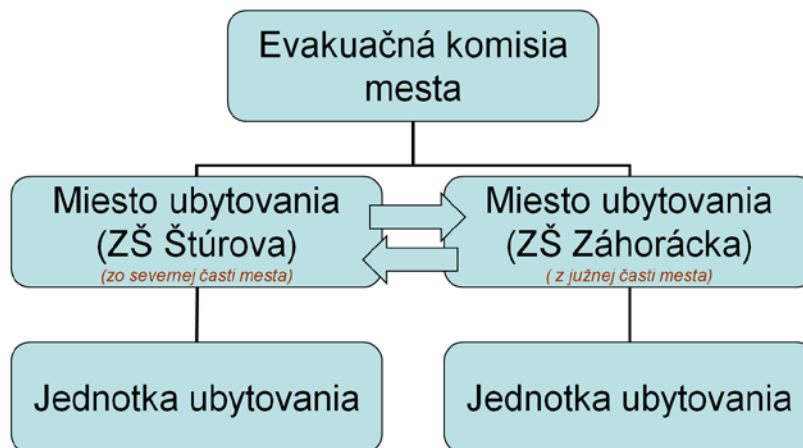 Evakuačná komisia
mesta
Miesto ubytovania
(ZŠ Štúrova)
(zo severnej časti mesta)
Miesto ubytovania
(ZŠ Záhorácka)
( z južnej časti mesta)
Jednotka ubytovania
Jednotka ubytovania